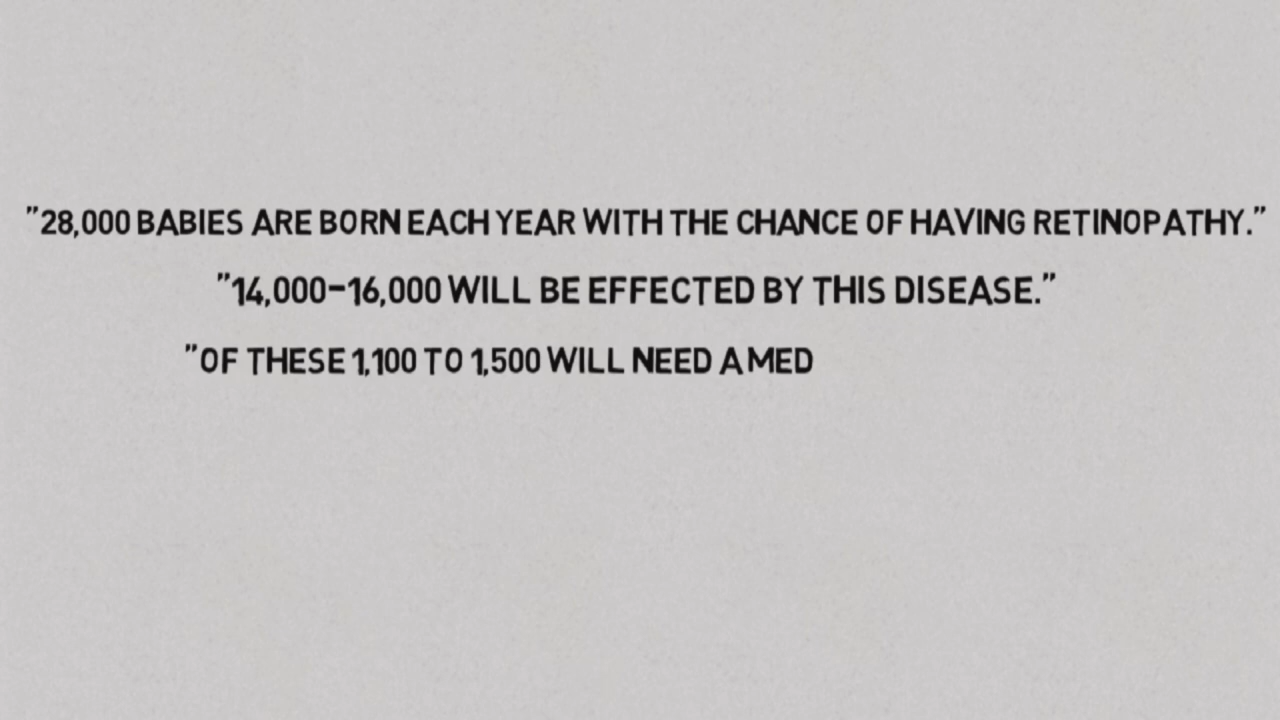 "28,000 BABIES ARE BORN EACH YEAR WITH THE CHANCE OF HAVING RETINOPATHY."
"14,000-16,000 WILL BE EFFECTED BY THIS DISEASE."
"OF THESE 1,100 TO 1,500 WILL NEED A MED